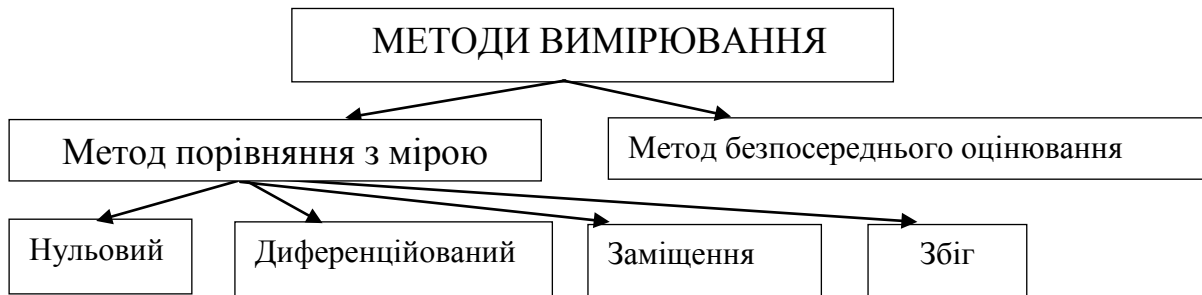 МЕТОДИ ВИМІРЮВАННЯ
Метод порівняння з мірою
Метод безпосереднього оцінювання
Нульовий
Диференційований
Заміщення
Збіг